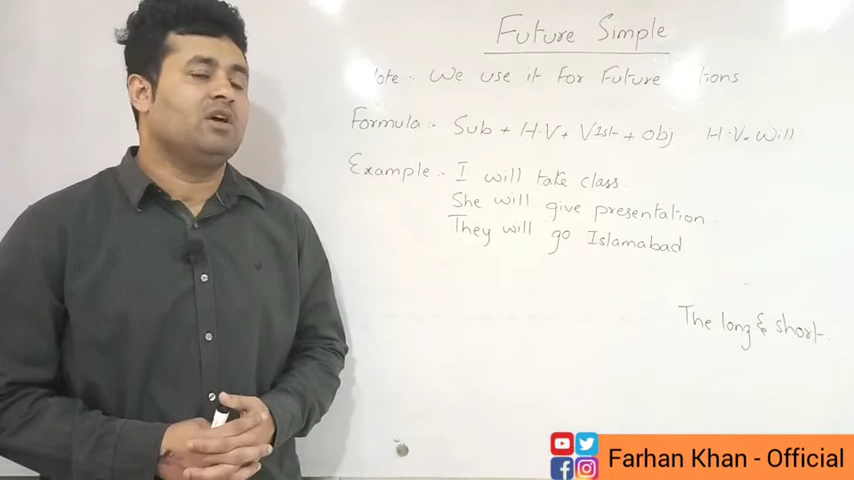 Future Simple
Note :- We use it for Future
Formula :- Sub + H.V + V1st + obj H.V = Will
Example :- I will take class.
She will give presentation.
They will go Islamabad
The long & short.
Farhan Khan - Official